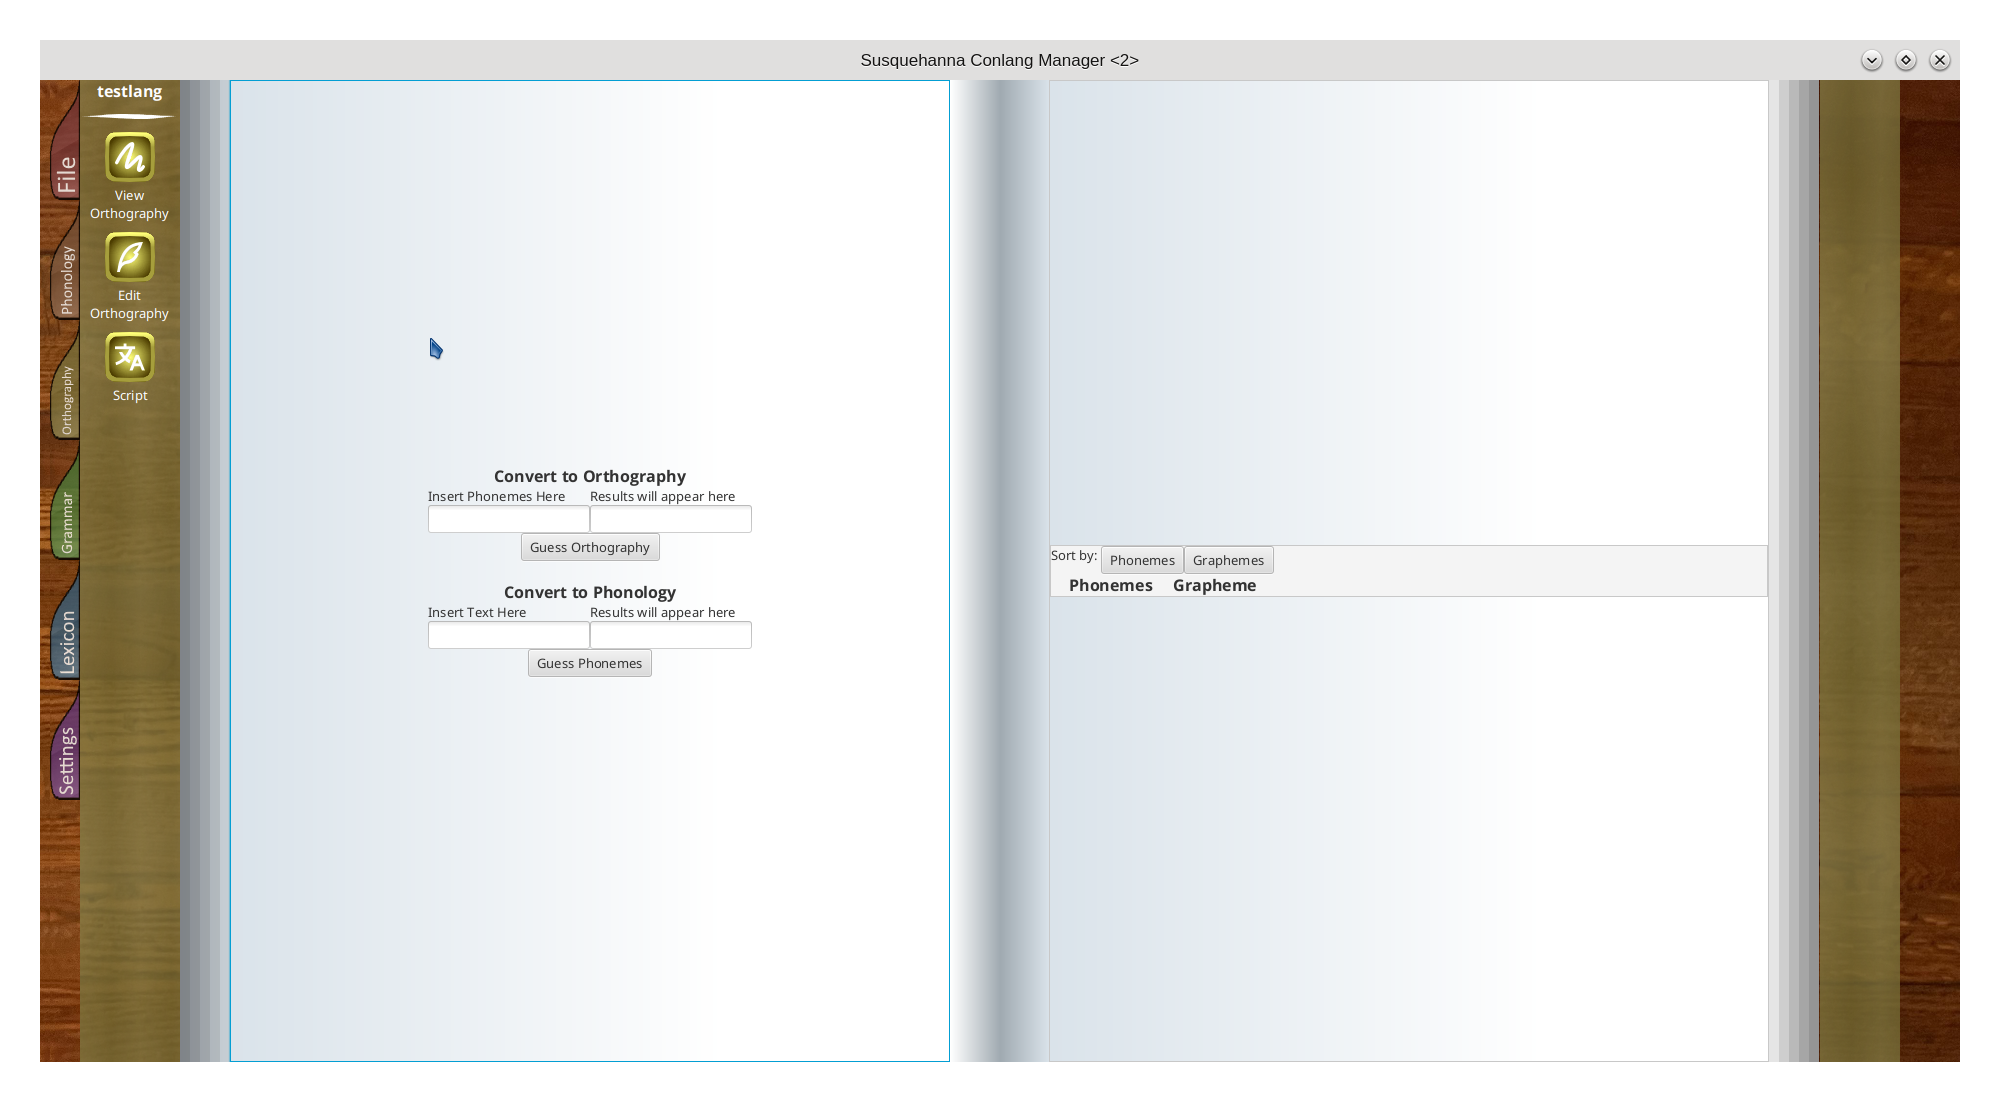 Susquehanna Conlang Manager <2>
testlang
File
View
Orthography
Phonology
Edit
Orthography
Orthography
Script
Grammar
Lexicon
Settings
Convert to Orthography
Insert Phonemes Here Results will appear here
Guess Orthography
Convert to Phonology
Insert Text Here Results will appear here
Guess Phonemes
Sort by: Phonemes Graphemes
Phonemes Grapheme